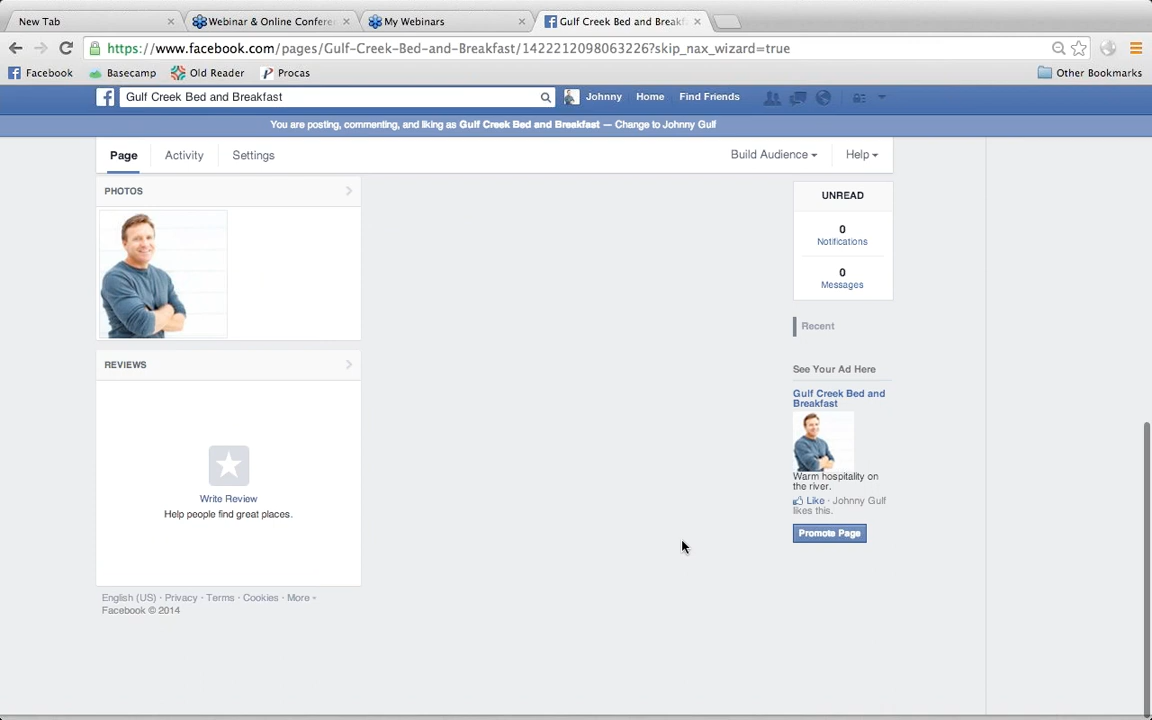 New Tab
Webinar & Online Conferen
My Webinars
Gulf Creek Bed and Breakfa
https://www.facebook.com/pages/Gulf-Creek-Bed-and-Breakfast/1422212098063226?skip_nax_wizard=true
Facebook
Basecamp
Old Reader
Procas
Other Bookmarks
Gulf Creek Bed and Breakfast
Johnny
Home
Find Friends
You are posting, commenting, and liking as Gulf Creek Bed and Breakfast — Change to Johnny Gulf
Page
Activity
Settings
Build Audience
Help
PHOTOS
REVIEWS
Write Review
Help people find great places.
English (US) · Privacy · Terms · Cookies · More
Facebook © 2014
UNREAD
0
Notifications
0
Messages
Recent
See Your Ad Here
Gulf Creek Bed and
Breakfast
Warm hospitality on
the river.
Like · Johnny Gulf
likes this.
Promote Page